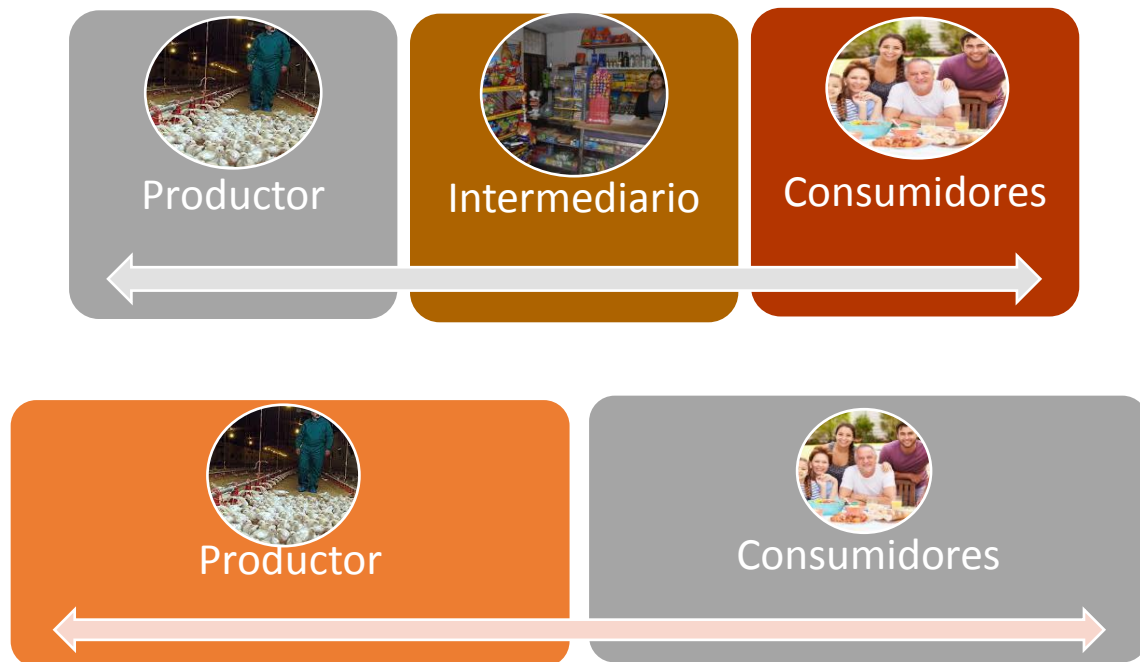 Productor
Intermediario
Consumidores
Productor
Consumidores